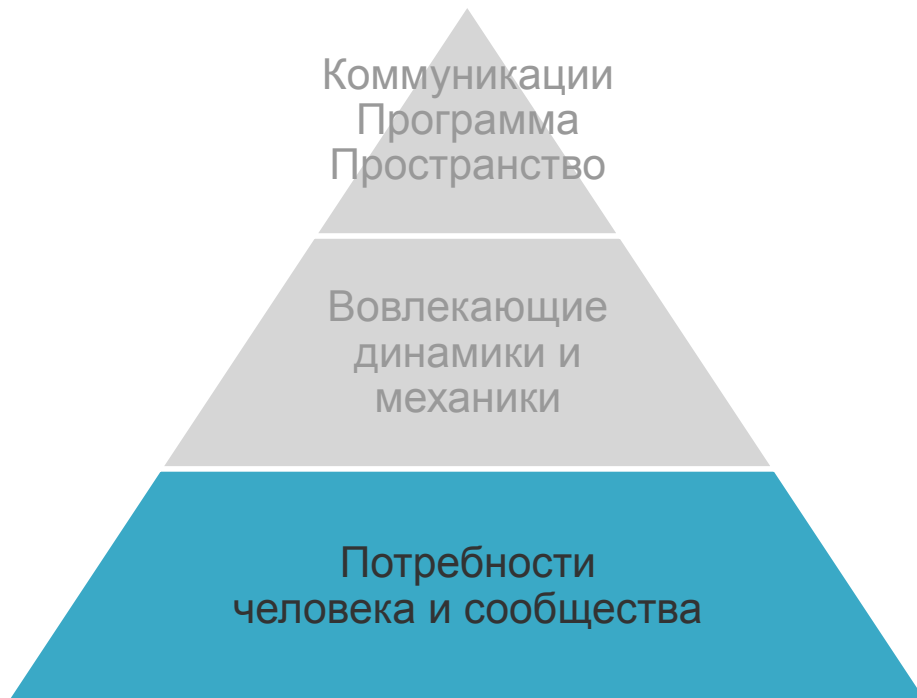 Коммуникации
Программа
Пространство
Вовлекающие
динамики и
механики
Потребности
человека и сообщества